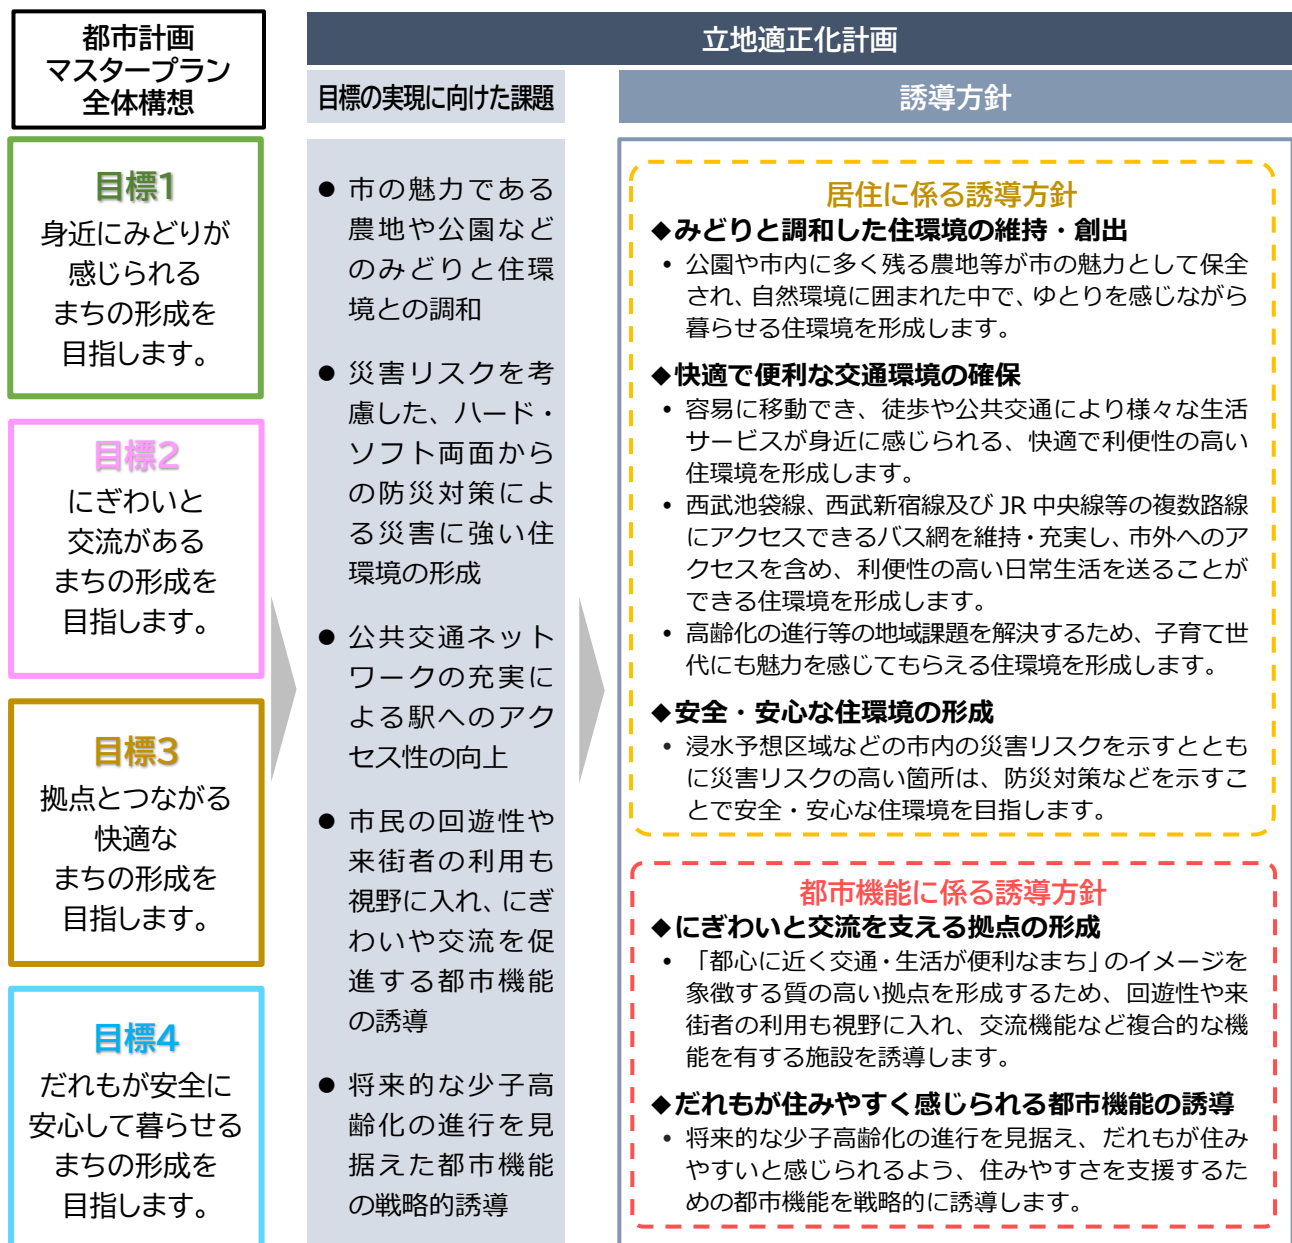 都市計画
マスタープラン
全体構想
目標1
身近にみどりが
感じられる
まちの形成を
目指します。
目標2
にぎわいと
交流がある
まちの形成を
目指します。
目標3
拠点とつながる
快適な
まちの形成を
目指します。
目標4
だれもが安全に
安心して暮らせる
まちの形成を
目指します。
立地適正化計画
目標の実現に向けた課題
● 市の魅力である
農地や公園など
のみどりと住環
境との調和
● 災害リスクを考
慮した、ハード・
ソフト両面から
の防災対策によ
る災害に強い住
環境の形成
● 公共交通ネット
ワークの充実に
よる駅へのアク
セス性の向上
● 市民の回遊性や
来街者の利用も
視野に入れ、にぎ
わいや交流を促
進する都市機能
の誘導
● 将来的な少子高
齢化の進行を見
据えた都市機能
の戦略的誘導
誘導方針
居住に係る誘導方針
◆みどりと調和した住環境の維持・創出
• 公園や市内に多く残る農地等が市の魅力として保全
され、自然環境に囲まれた中で、ゆとりを感じながら
暮らせる住環境を形成します。
◆快適で便利な交通環境の確保
• 容易に移動でき、徒歩や公共交通により様々な生活
サービスが身近に感じられる、快適で利便性の高い
住環境を形成します。
• 西武池袋線、西武新宿線及び JR 中央線等の複数路線
にアクセスできるバス網を維持・充実し、市外へのア
クセスを含め、利便性の高い日常生活を送ることが
できる住環境を形成します。
• 高齢化の進行等の地域課題を解決するため、子育て世
代にも魅力を感じてもらえる住環境を形成します。
◆安全・安心な住環境の形成
• 浸水予想区域などの市内の災害リスクを示すととも
に災害リスクの高い箇所は、防災対策などを示すこ
とで安全・安心な住環境を目指します。
都市機能に係る誘導方針
◆にぎわいと交流を支える拠点の形成
• 「都心に近く交通・生活が便利なまち」のイメージを
象徴する質の高い拠点を形成するため、回遊性や来
街者の利用も視野に入れ、交流機能など複合的な機
能を有する施設を誘導します。
◆だれもが住みやすく感じられる都市機能の誘導
• 将来的な少子高齢化の進行を見据え、だれもが住み
やすいと感じられるよう、住みやすさを支援するた
めの都市機能を戦略的に誘導します。